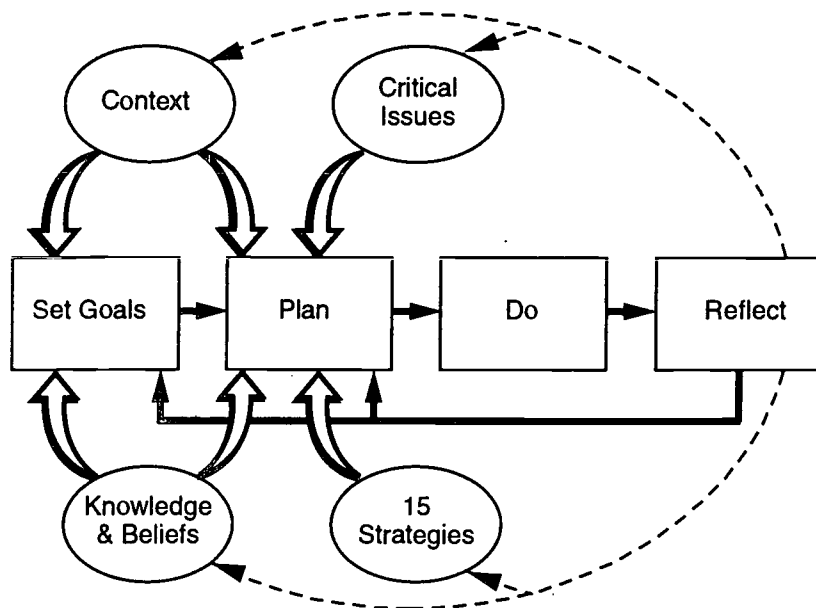 Context
Critical
Issues
Set Goals
Plan
Do
Reflect
Knowledge
& Beliefs
15
Strategies